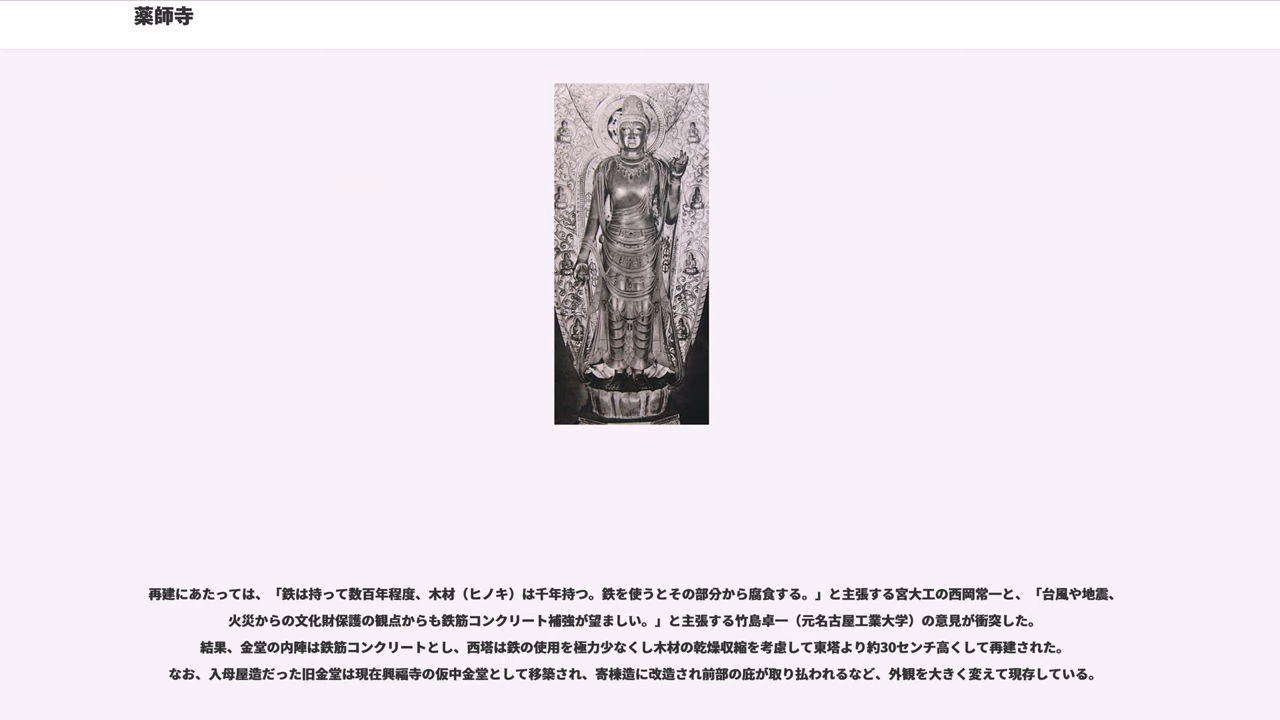 薬師寺
再建にあたっては、「鉄は持って数百年程度、木材（ヒノキ）は千年持つ。鉄を使うとその部分から腐食する。」と主張する宮大工の西岡常一と、「台風や地震、
火災からの文化財保護の観点からも鉄筋コンクリート補強が望ましい。」と主張する竹島卓一（元名古屋工業大学）の意見が衝突した。
結果、金堂の内陣は鉄筋コンクリートとし、西塔は鉄の使用を極力少なくし木材の乾燥収縮を考慮して東塔より約30センチ高くして再建された。
なお、入母屋造だった旧金堂は現在興福寺の仮中金堂として移築され、寄棟造に改造され前部の庇が取り払われるなど、外観を大きく変えて現存している。